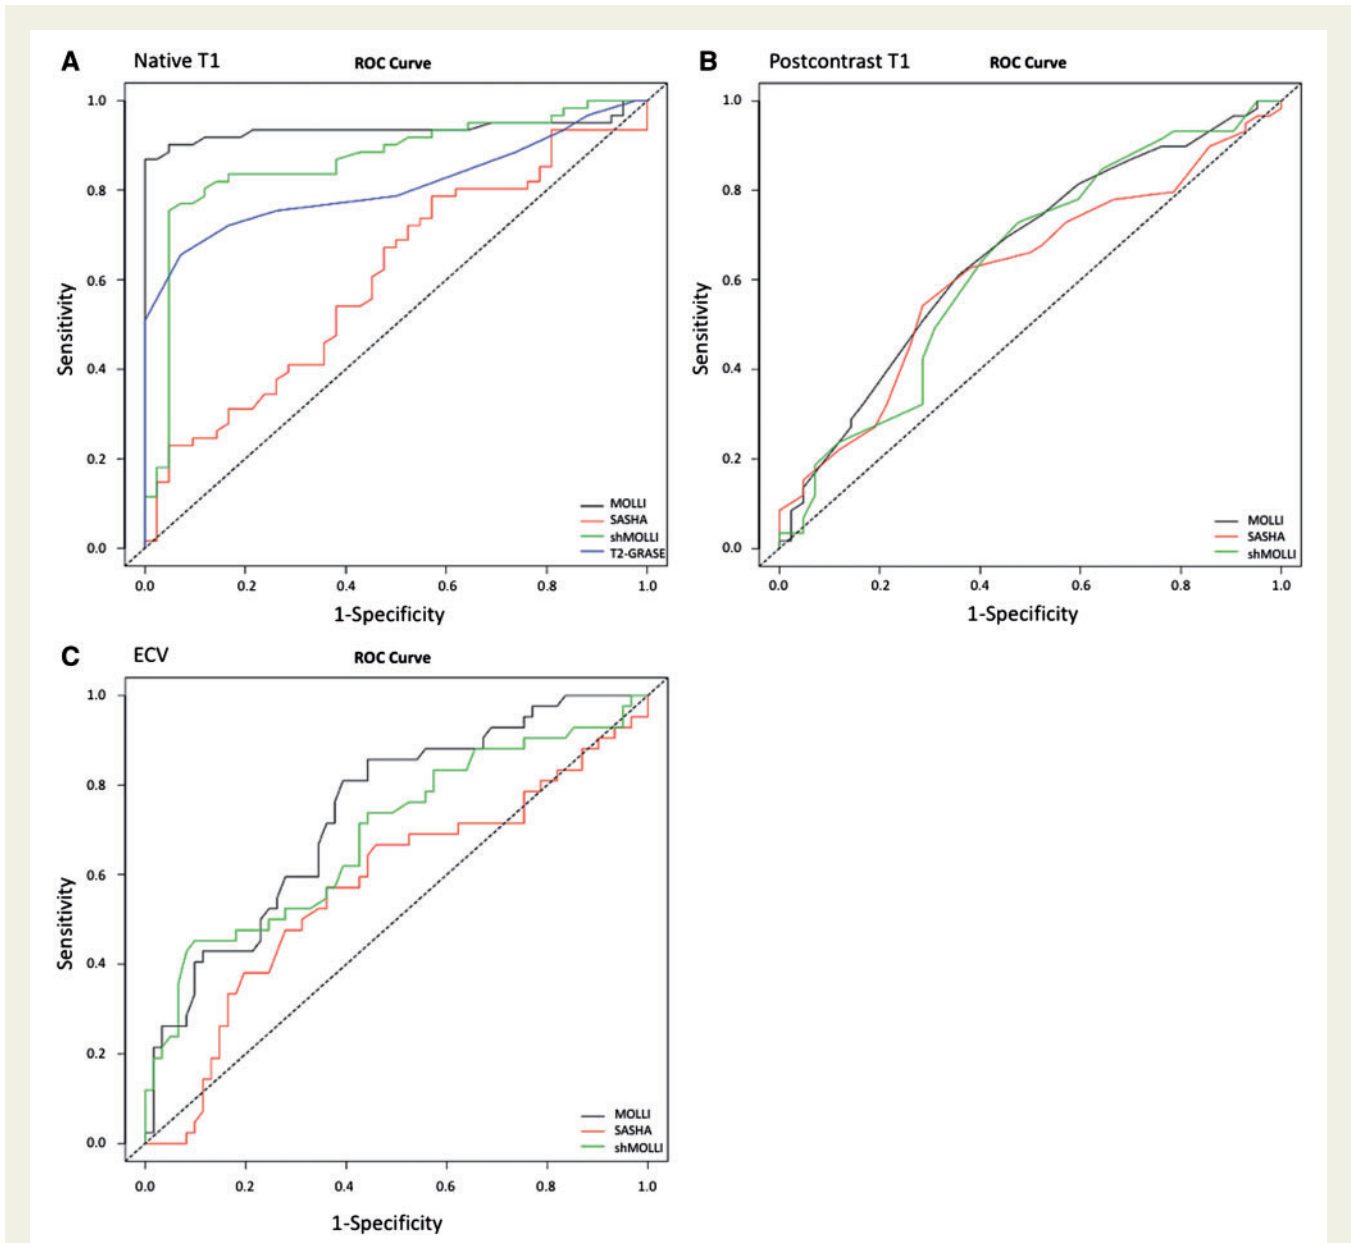 A Native T1
ROC Curve
1.0
0.8
0.6
0.4
0.2
0.0
Sensitivity
MOLLI
SASHA
shMOLLI
T2-GRASE
0.0 0.2 0.4 0.6 0.8 1.0
1-Specificity
B Postcontrast T1
ROC Curve
1.0
0.8
0.6
0.4
0.2
0.0
Sensitivity
MOLLI
SASHA
shMOLLI
0.0 0.2 0.4 0.6 0.8 1.0
1-Specificity
C ECV
ROC Curve
1.0
0.8
0.6
0.4
0.2
0.0
Sensitivity
MOLLI
SASHA
shMOLLI
0.0 0.2 0.4 0.6 0.8 1.0
1-Specificity